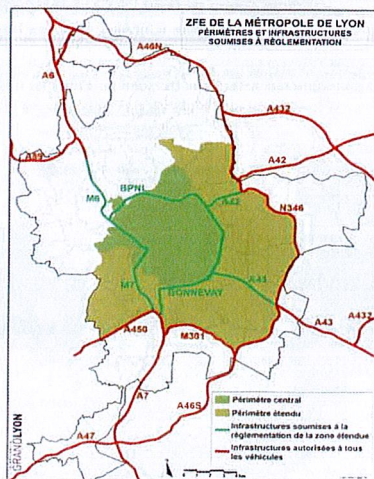 ZFE DE LA MÉTROPOLE DE LYON
PÉRIMÈTRES ET INFRASTRUCTURES
SOUMISES À RÈGLEMENTATION
A46N
A6
A432
A42
A89
BPNL
M6
A42
N346
M7
A43
BONNEVAY
A450
M301
A43
A432
A7
A46S
A47
Périmètre central
Périmètre étendu
Infrastructures soumises à la
réglementation de la zone étendue
Infrastructures autorisées à tous
les véhicules
GRANDLYON